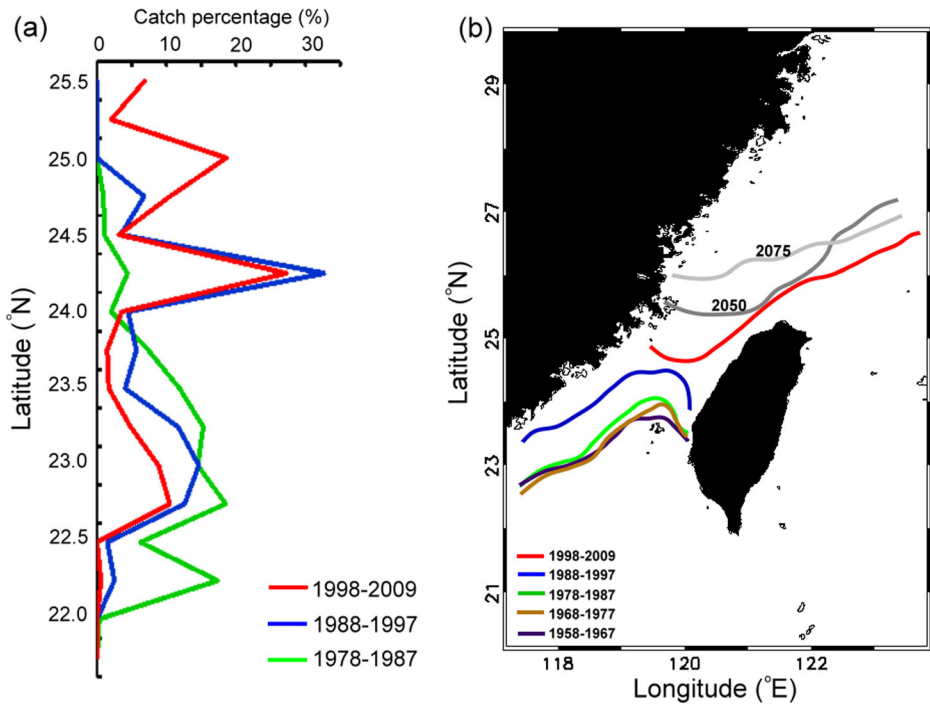 (a)
Catch percentage (%)
0 10 20 30
25.5
25.0
24.5
24.0
23.5
23.0
22.5
22.0
Latitude (°N)
1998-2009
1988-1997
1978-1987
(b)
29
27
25
23
21
Latitude (°N)
2075
2050
1998-2009
1988-1997
1978-1987
1968-1977
1958-1967
118 120 122
Longitude (°E)